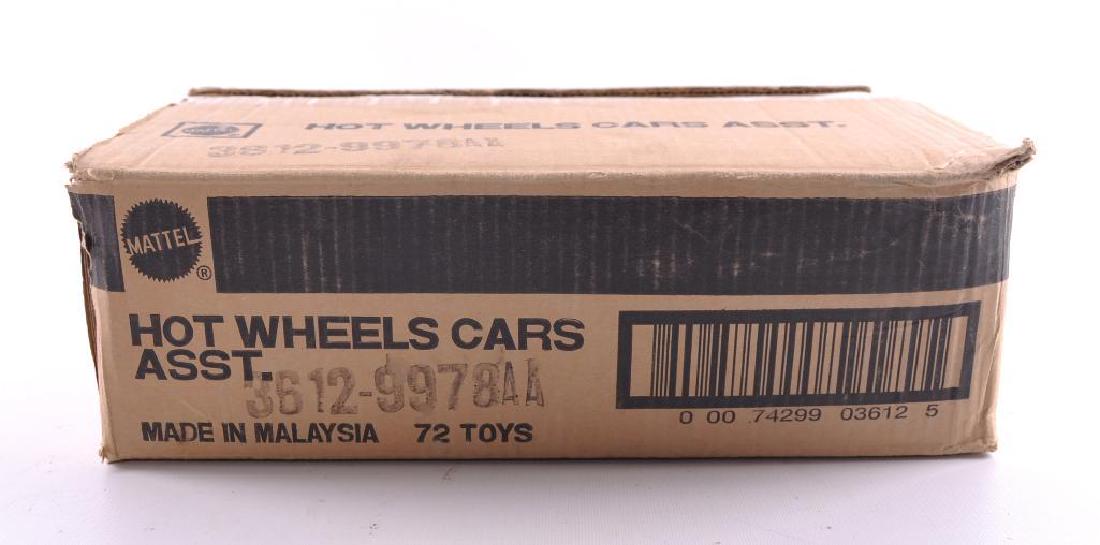 HOT WHEELS CARS ASST.
3612-9978AA
MATTEL
®
HOT WHEELS CARS
ASST.
3612-9978AA
MADE IN MALAYSIA 72 TOYS
0 00 74299 03612 5